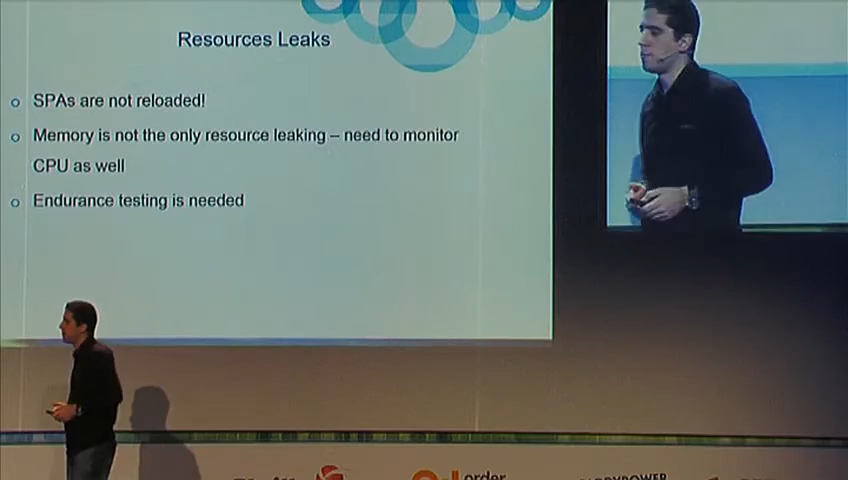 Resources Leaks
SPAs are not reloaded!
Memory is not the only resource leaking – need to monitor
CPU as well
Endurance testing is needed
order